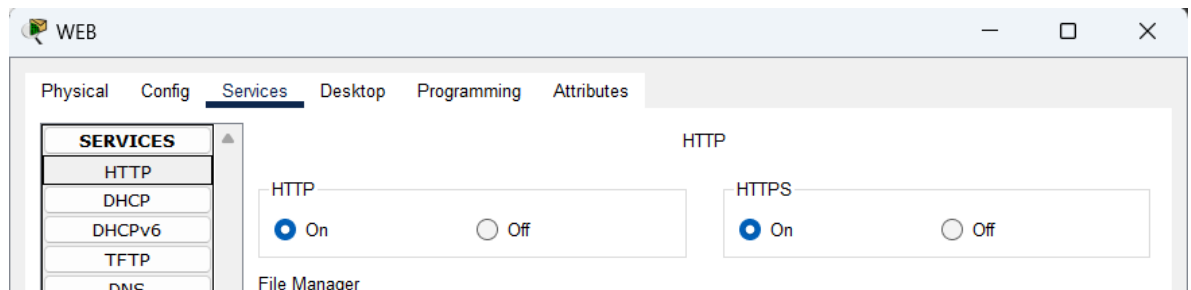 WEB
Physical Config Services Desktop Programming Attributes
SERVICES
HTTP
DHCP
DHCPv6
TFTP
DNS
HTTP
HTTP
On Off
HTTPS
On Off
File Manager